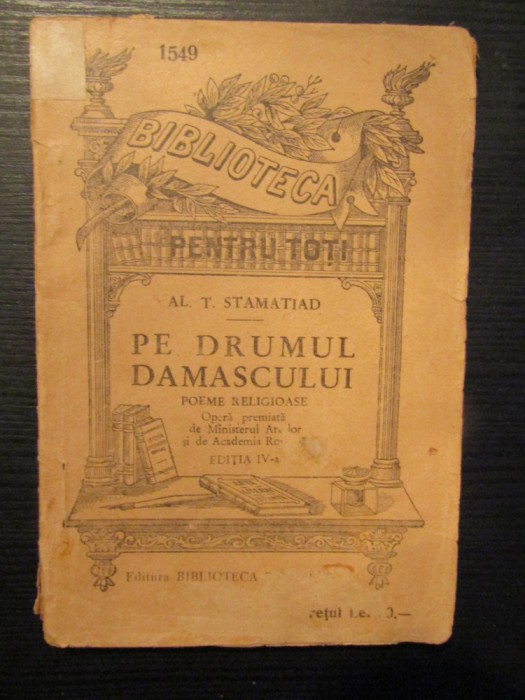 1549
BIBLIOTECA
PENTRU TOȚI
AL. T. STAMATIAD
PE DRUMUL
DAMASCULUI
POEME RELIGIOASE
Operă premiată
de Ministerul
și de Academia
EDIȚIA IV-a
Editura BIBLIOTECA